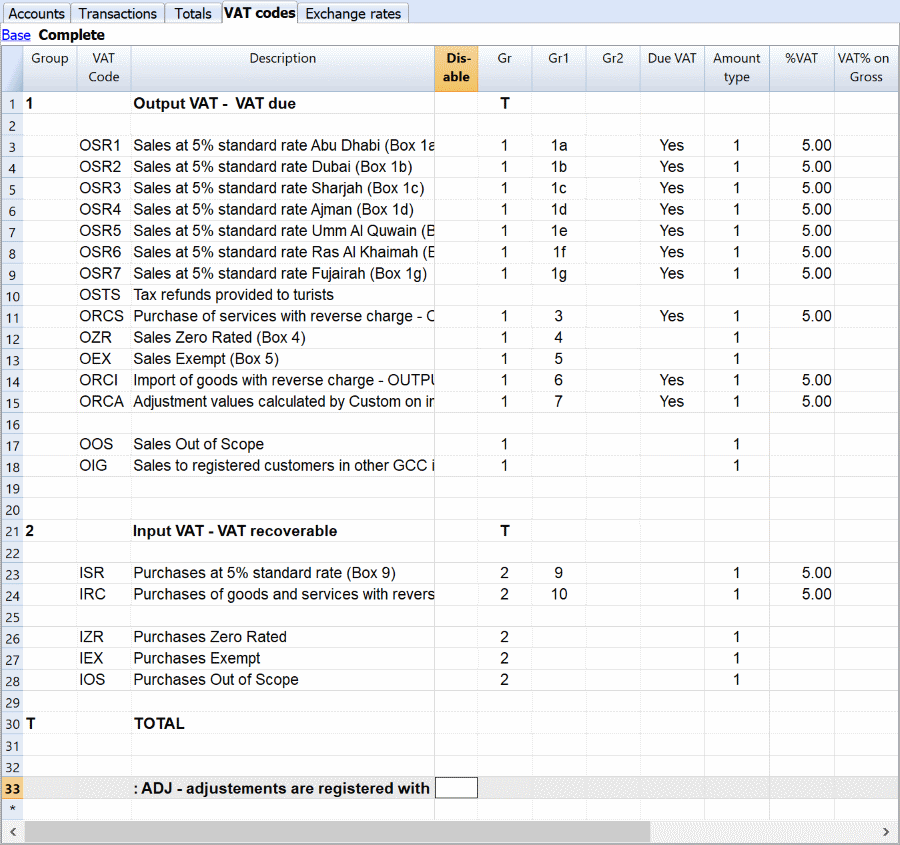 Accounts Transactions Totals VAT codes Exchange rates
Base Complete
Group VAT Code Description Dis-able Gr Gr1 Gr2 Due VAT Amount type %VAT VAT% on Gross
1 1 Output VAT - VAT due T
2
3 OSR1 Sales at 5% standard rate Abu Dhabi (Box 1a 1 1a Yes 1 5.00
4 OSR2 Sales at 5% standard rate Dubai (Box 1b) 1 1b Yes 1 5.00
5 OSR3 Sales at 5% standard rate Sharjah (Box 1c) 1 1c Yes 1 5.00
6 OSR4 Sales at 5% standard rate Ajman (Box 1d) 1 1d Yes 1 5.00
7 OSR5 Sales at 5% standard rate Umm Al Quwain (B 1 1e Yes 1 5.00
8 OSR6 Sales at 5% standard rate Ras Al Khaimah (E 1 1f Yes 1 5.00
9 OSR7 Sales at 5% standard rate Fujairah (Box 1g) 1 1g Yes 1 5.00
10 OSTS Tax refunds provided to turists
11 ORCS Purchase of services with reverse charge - O 1 3 Yes 1 5.00
12 OZR Sales Zero Rated (Box 4) 1 4 1
13 OEX Sales Exempt (Box 5) 1 5 1
14 ORCI Import of goods with reverse charge - OUTPU 1 6 Yes 1 5.00
15 ORCA Adjustment values calculated by Custom on in 1 7 Yes 1 5.00
16
17 OOS Sales Out of Scope 1 1
18 OIG Sales to registered customers in other GCC i 1 1
19
20
21 2 Input VAT - VAT recoverable T
22
23 ISR Purchases at 5% standard rate (Box 9) 2 9 1 5.00
24 IRC Purchases of goods and services with revers 2 10 1 5.00
25
26 IZR Purchases Zero Rated 2 1
27 IEX Purchases Exempt 2 1
28 IOS Purchases Out of Scope 2 1
29
30 T TOTAL
31
32
33 : ADJ - adjustements are registered with
*